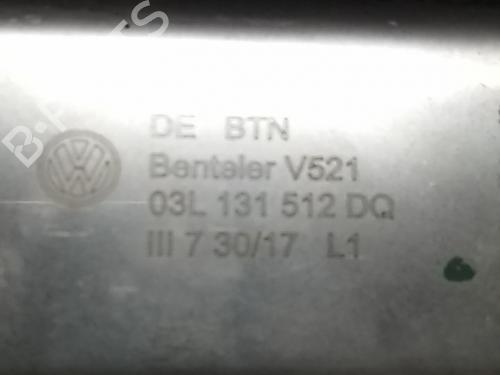 DE BTN
Benteler V521
03L 131 512 DQ
III 7 30/17 L1